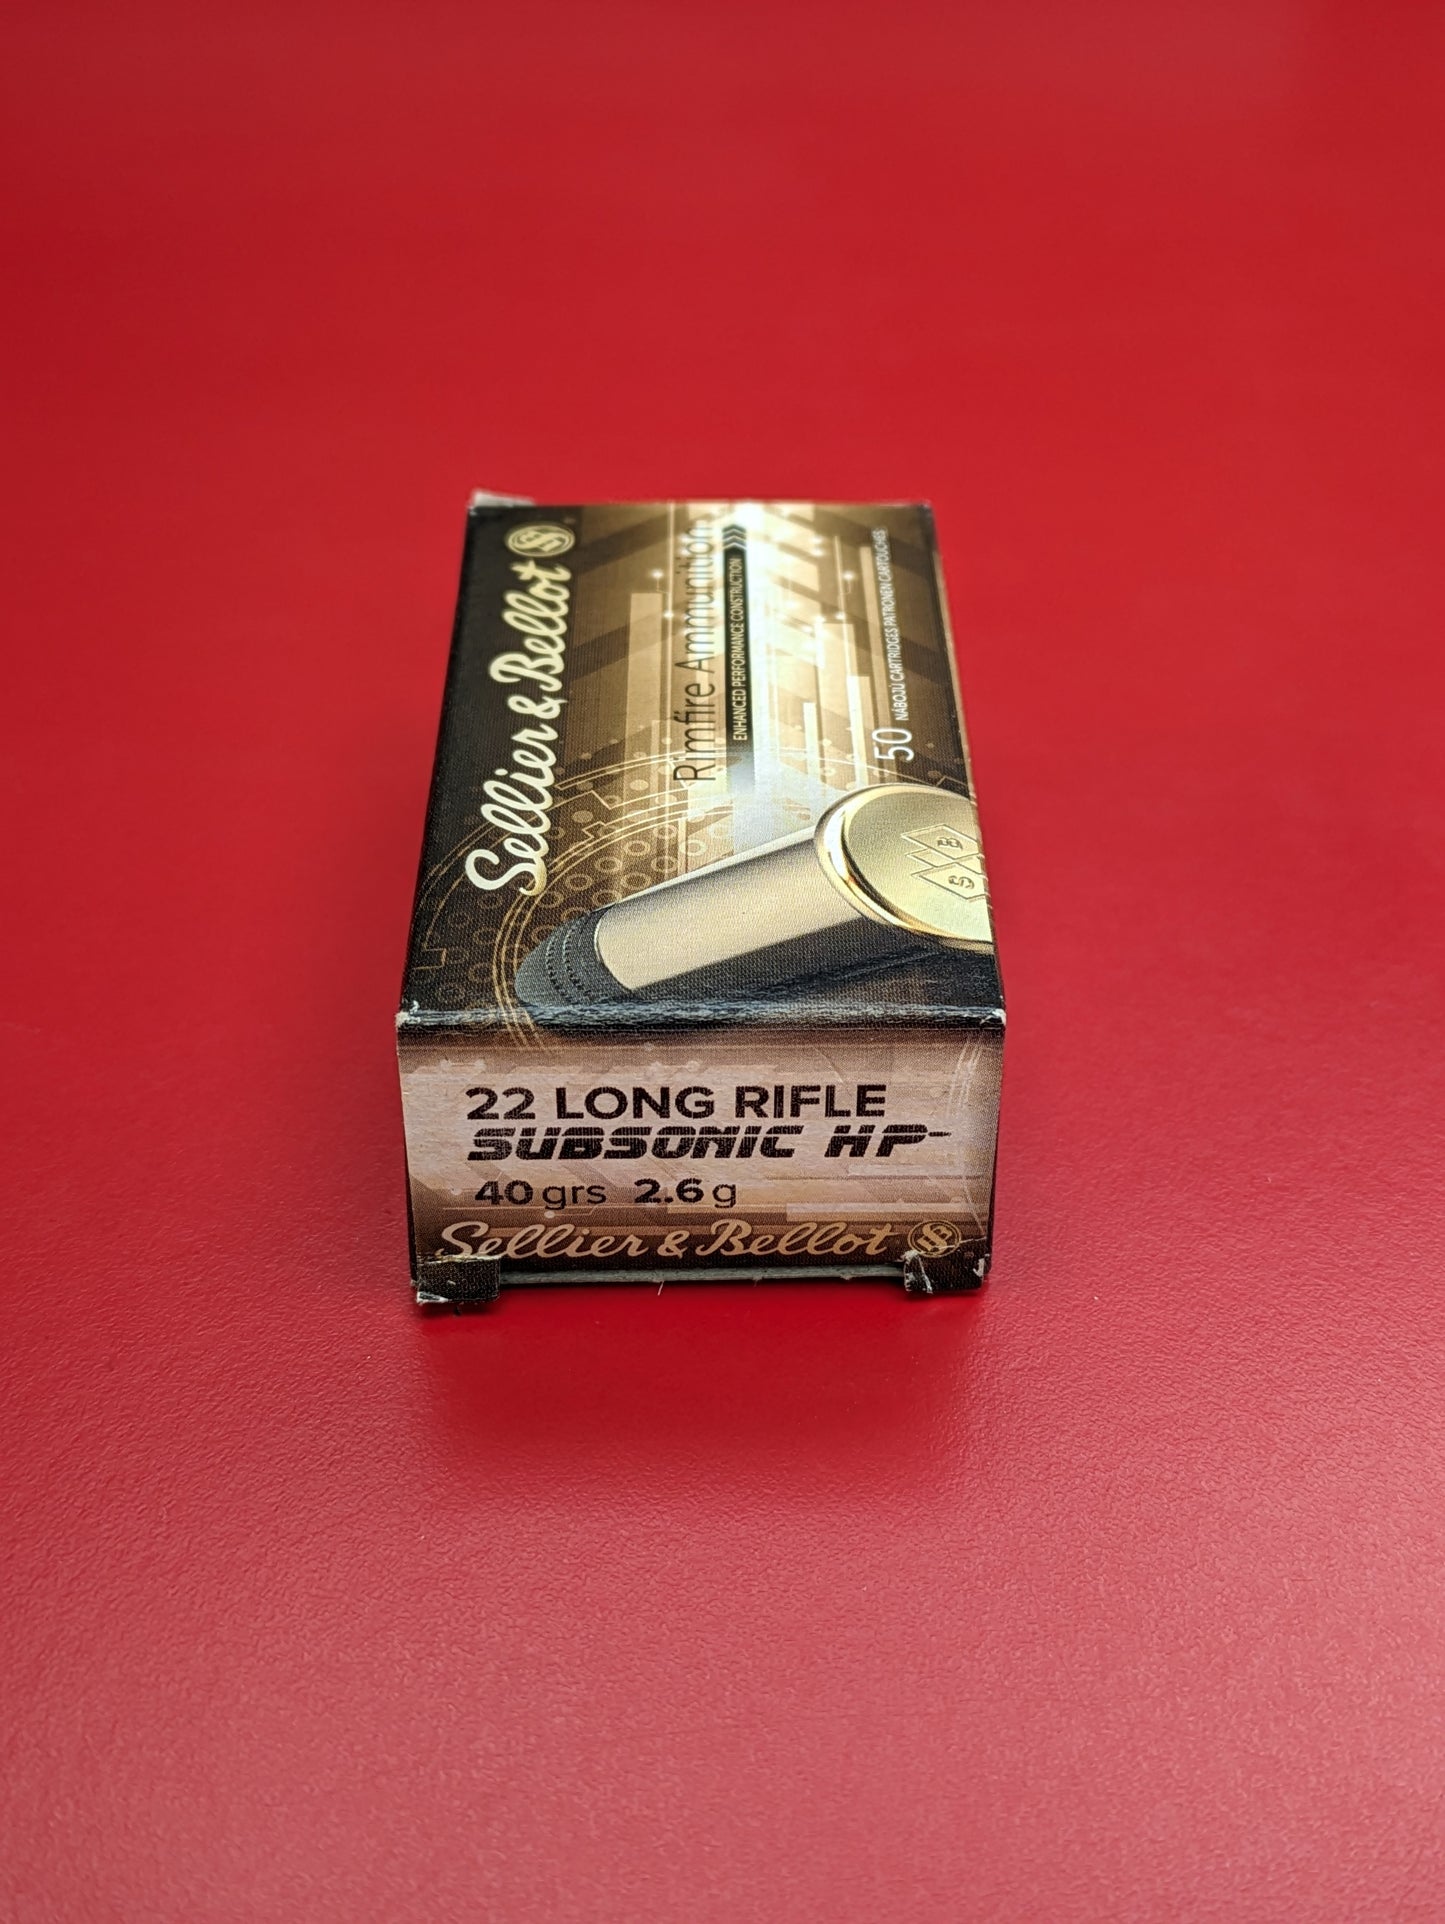 Sellier & Bellot
Rimfire Ammunition
ENHANCED PERFORMANCE CONSTRUCTION
50 NÁBOJŮ CARTRIDGES PATRONEN CARTOUCHES
S B
22 LONG RIFLE
SUBSONIC HP
40 grs 2.6 g
Sellier & Bellot